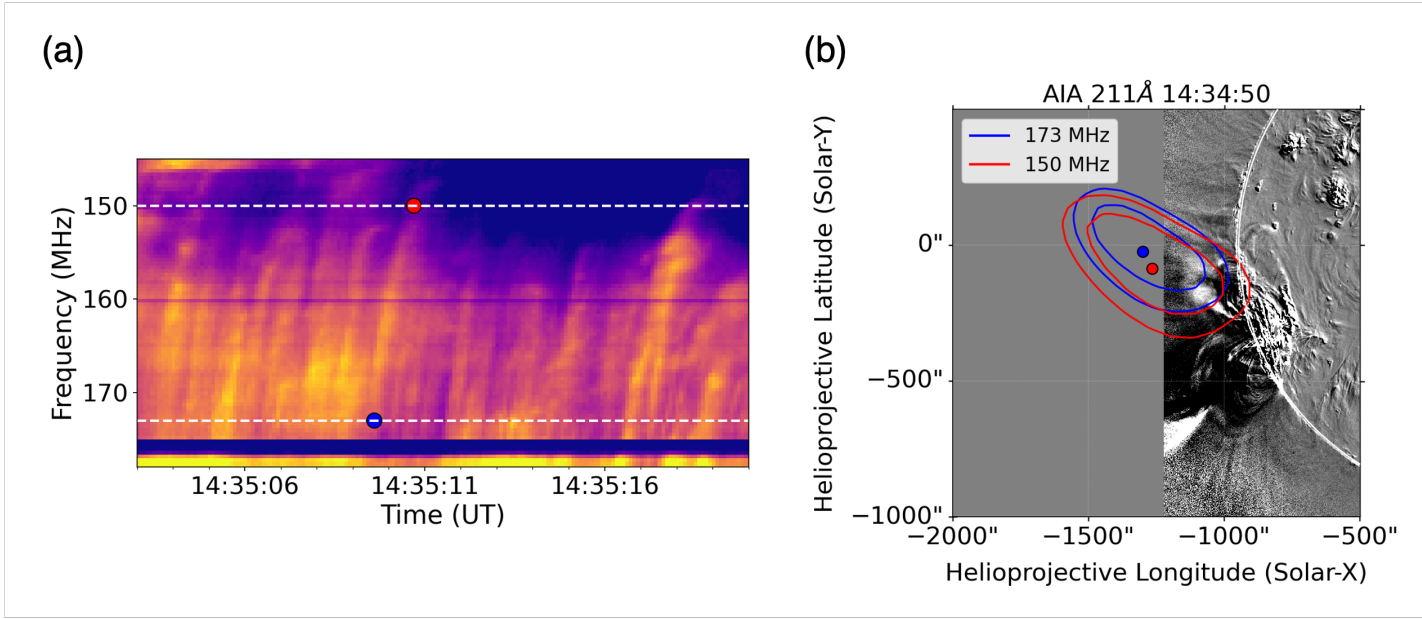 (a)
Frequency (MHz)
150
160
170
14:35:06
14:35:11
14:35:16
Time (UT)
(b)
AIA 211Å 14:34:50
173 MHz
150 MHz
Helioprojective Latitude (Solar-Y)
0"
−500"
−1000"
−2000"
−1500"
−1000"
−500"
Helioprojective Longitude (Solar-X)